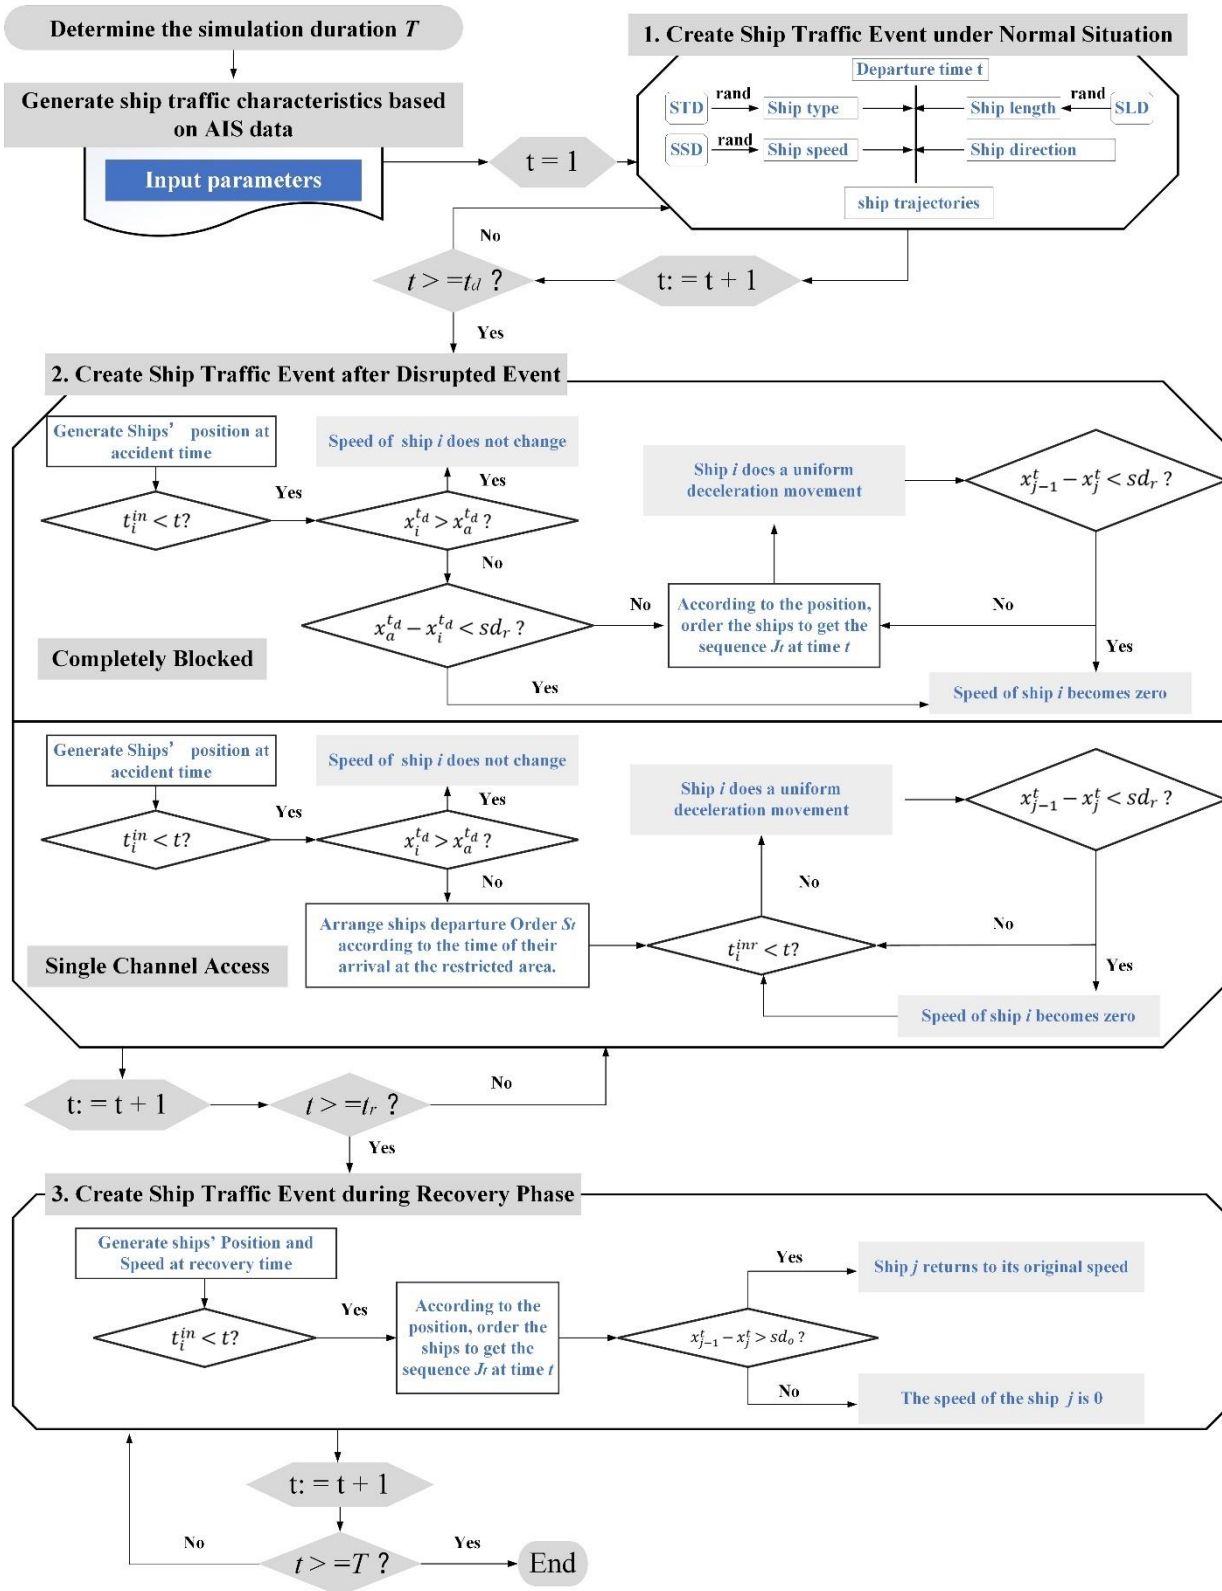 Determine the simulation duration T
Generate ship traffic characteristics based
on AIS data
Input parameters
t = 1
1. Create Ship Traffic Event under Normal Situation
Departure time t
STD
rand
Ship type
Ship length
rand
SLD
SSD
rand
Ship speed
Ship direction
ship trajectories
No
t >=t_d ?
t: = t + 1
Yes
2. Create Ship Traffic Event after Disrupted Event
Generate Ships’ position at
accident time
Speed of ship i does not change
Ship i docs a uniform
deceleration movement
x_{j-1}^t − x_j^t < sd_r ?
Yes
Yes
t_i^{in} < t?
x_i^{t_d} > x_a^{t_d} ?
No
x_a^{t_d} − x_i^{t_d} < sd_r ?
No
According to the position,
order the ships to get the
sequence J_t at time t
No
Completely Blocked
Yes
Yes
Speed of ship i becomes zero
Generate Ships’ position at
accident time
Speed of ship i does not change
Ship i does a uniform
deceleration movement
x_{j-1}^t − x_j^t < sd_r ?
Yes
Yes
t_i^{in} < t?
x_i^{t_d} > x_a^{t_d} ?
No
No
Arrange ships departure Order S_t
according to the time of their
arrival at the restricted area.
t_i^{inr} < t?
No
Single Channel Access
Yes
Speed of ship i becomes zero
t: = t + 1
t >=t_r ?
No
Yes
3. Create Ship Traffic Event during Recovery Phase
Generate ships’ Position and
Speed at recovery time
Yes
Ship j returns to its original speed
t_i^{in} < t?
Yes
According to the
position, order the
ships to get the
sequence J_t at time t
x_{j-1}^t − x_j^t > sd_o ?
No
The speed of the ship j is 0
t: = t + 1
No
t >=T ?
Yes
End